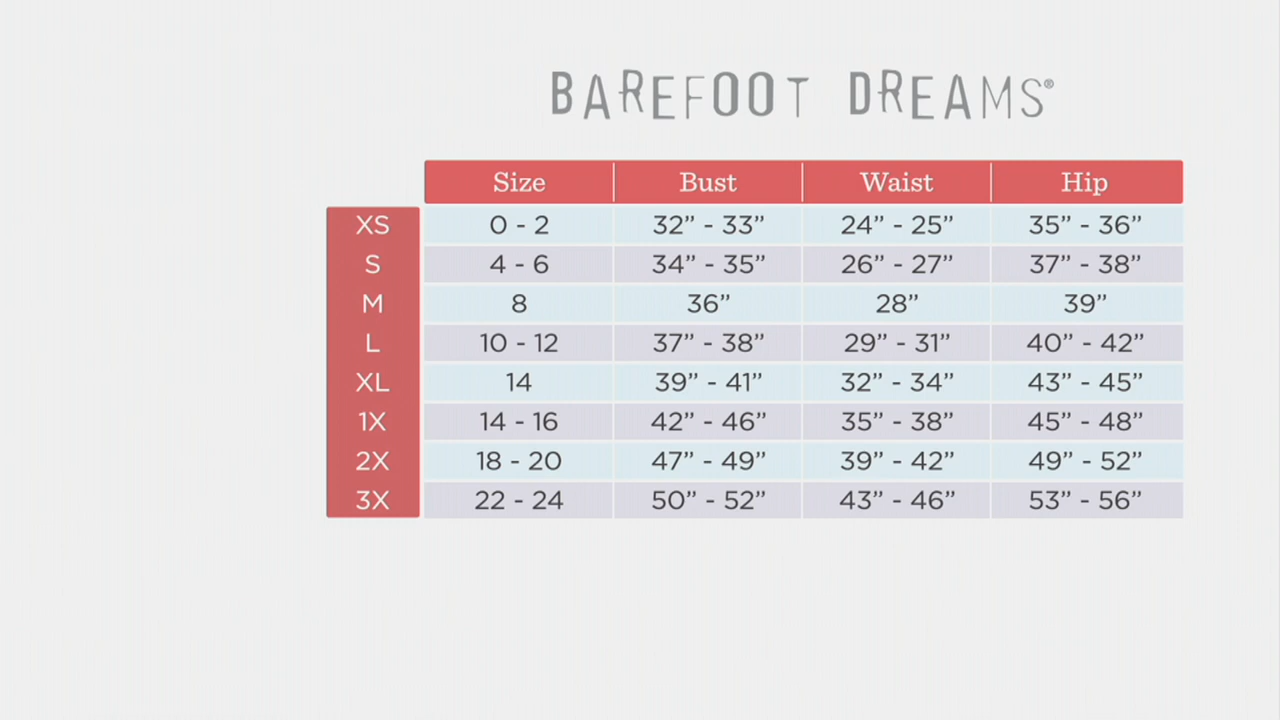 BAREFOOT DREAMS®
Size Bust Waist Hip
XS 0 - 2 32” - 33” 24” - 25” 35” - 36”
S 4 - 6 34” - 35” 26” - 27” 37” - 38”
M 8 36” 28” 39”
L 10 - 12 37” - 38” 29” - 31” 40” - 42”
XL 14 39” - 41” 32” - 34” 43” - 45”
1X 14 - 16 42” - 46” 35” - 38” 45” - 48”
2X 18 - 20 47” - 49” 39” - 42” 49” - 52”
3X 22 - 24 50” - 52” 43” - 46” 53” - 56”